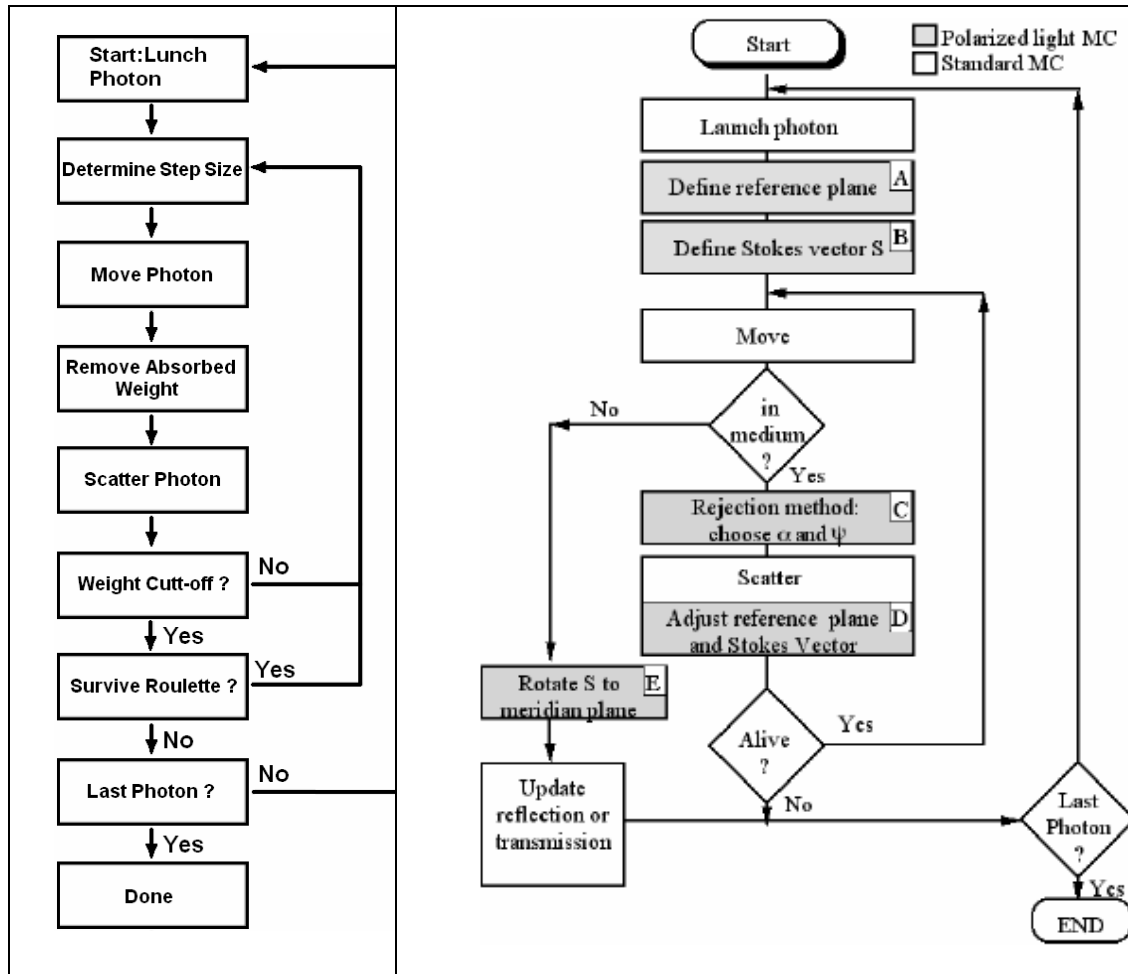 Start:Lunch
Photon
Determine Step Size
Move Photon
Remove Absorbed
Weight
Scatter Photon
Weight Cutt-off ?
No
Yes
Survive Roulette ?
Yes
No
Last Photon ?
No
Yes
Done
Start
Polarized light MC
Standard MC
Launch photon
Define reference plane
A
Define Stokes vector S
B
Move
in
medium
?
No
Yes
Rejection method:
choose α and ψ
C
Scatter
Adjust reference plane
and Stokes Vector
D
Rotate S to
meridian plane
E
Alive
?
Yes
No
Update
reflection or
transmission
Last
Photon
?
Yes
END